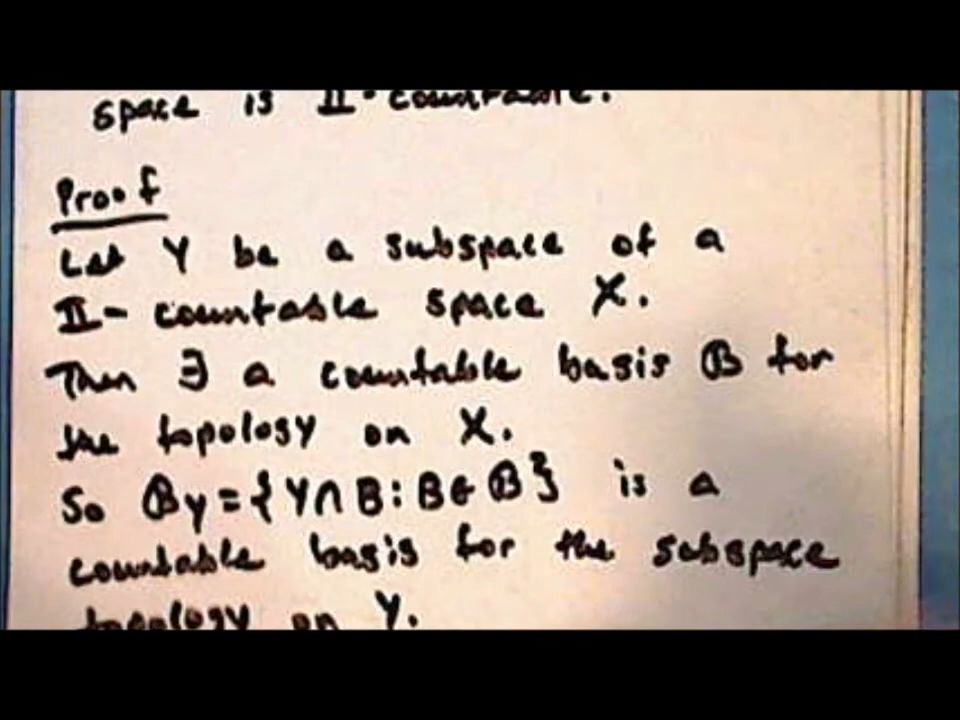 space is II-countable.
Proof
Let Y be a subspace of a
II-countable space X.
Then ∃ a countable basis B for
the topology on X.
So By={Y∩B:B∈B} is a
countable basis for the subspace
topology on Y.